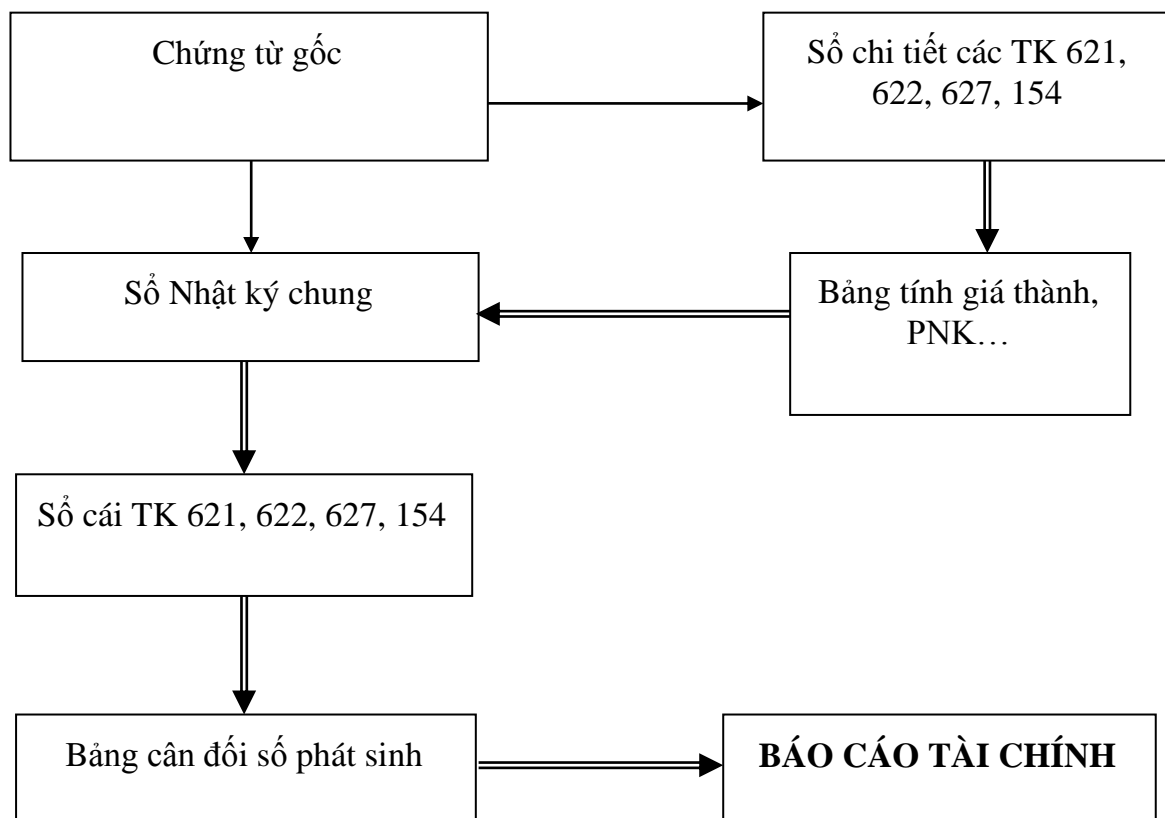 Chứng từ gốc
Sổ chi tiết các TK 621,
622, 627, 154
Sổ Nhật ký chung
Bảng tính giá thành,
PNK…
Sổ cái TK 621, 622, 627, 154
Bảng cân đối số phát sinh
BÁO CÁO TÀI CHÍNH